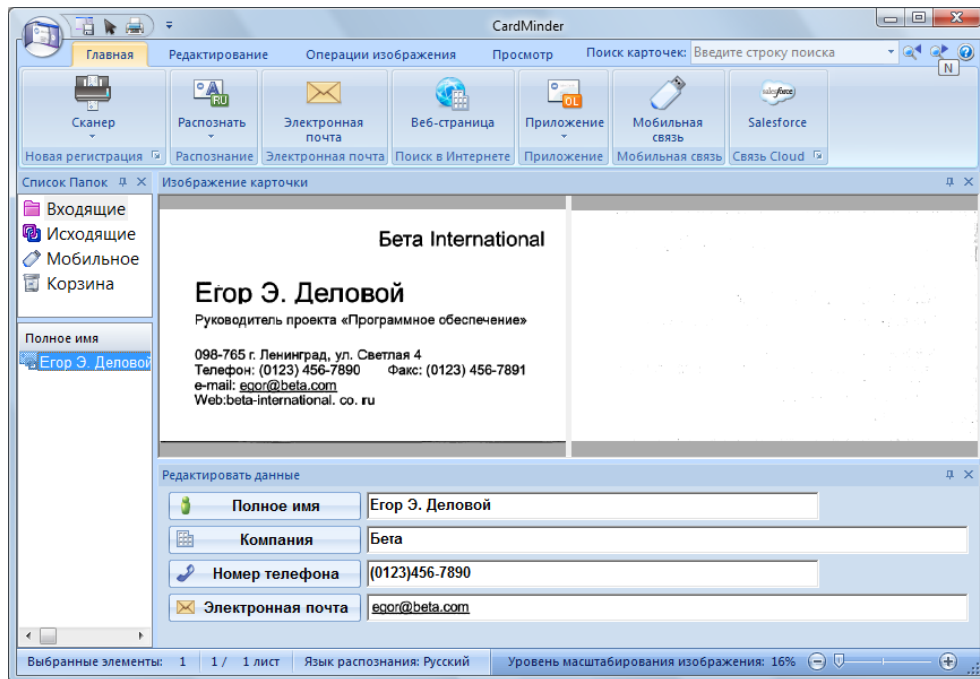 CardMinder
Главная Редактирование Операции изображения Просмотр Поиск карточек: Введите строку поиска
N
RU OL salesforce
Сканер Распознать Электронная почта Веб-страница Приложение Мобильная связь Salesforce
Новая регистрация Распознание Электронная почта Поиск в Интернете Приложение Мобильная связь Связь Cloud
Список Папок Изображение карточки
Входящие
Исходящие
Мобильное
Корзина
Полное имя
Егор Э. Деловой
Бета International
Егор Э. Деловой
Руководитель проекта «Программное обеспечение»
098-765 г. Ленинград, ул. Светлая 4
Телефон: (0123) 456-7890 Факс: (0123) 456-7891
e-mail: egor@beta.com
Web:beta-international. co. ru
Редактировать данные
Полное имя Егор Э. Деловой
Компания Бета
Номер телефона (0123)456-7890
Электронная почта egor@beta.com
Выбранные элементы: 1 1 / 1 лист Язык распознания: Русский Уровень масштабирования изображения: 16%